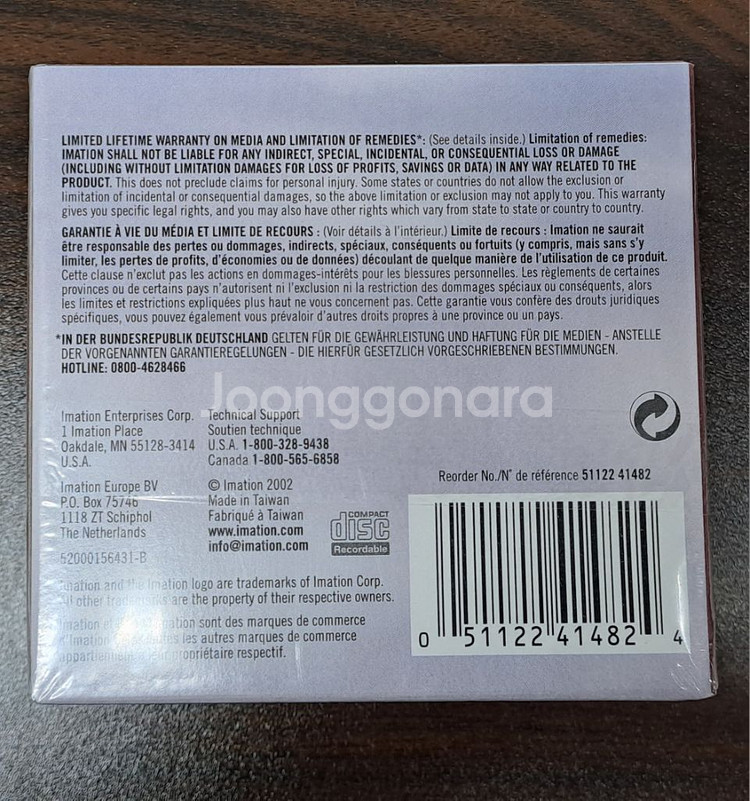 LIMITED LIFETIME WARRANTY ON MEDIA AND LIMITATION OF REMEDIES*: (See details inside.) Limitation of remedies:
IMATION SHALL NOT BE LIABLE FOR ANY INDIRECT, SPECIAL, INCIDENTAL, OR CONSEQUENTIAL LOSS OR DAMAGE
(INCLUDING WITHOUT LIMITATION DAMAGES FOR LOSS OF PROFITS, SAVINGS OR DATA) IN ANY WAY RELATED TO THE
PRODUCT. This does not preclude claims for personal injury. Some states or countries do not allow the exclusion or
limitation of incidental or consequential damages, so the above limitation or exclusion may not apply to you. This warranty
gives you specific legal rights, and you may also have other rights which vary from state to state or country to country.
GARANTIE À VIE DU MÉDIA ET LIMITE DE RECOURS : (Voir détails à l'intérieur.) Limite de recours : Imation ne saurait
être responsable des pertes ou dommages, indirects, spéciaux, conséquents ou fortuits (y compris, mais sans s'y
limiter, les pertes de profits, d'économies ou de données) découlant de quelque manière de l'utilisation de ce produit.
Cette clause n'exclut pas les actions en dommages-intérêts pour les blessures personnelles. Les règlements de certaines
provinces ou de certains pays n'autorisent ni l'exclusion ni la restriction des dommages spéciaux ou conséquents, alors
les limites et restrictions expliquées plus haut ne vous concernent pas. Cette garantie vous confère des droits juridiques
spécifiques, vous pouvez également vous prévaloir d'autres droits propres à une province ou un pays.
*IN DER BUNDESREPUBLIK DEUTSCHLAND GELTEN FÜR DIE GEWÄHRLEISTUNG UND HAFTUNG FÜR DIE MEDIEN - ANSTELLE
DER VORGENANNTEN GARANTIEREGELUNGEN - DIE HIERFÜR GESETZLICH VORGESCHRIEBENEN BESTIMMUNGEN.
HOTLINE: 0800-4628466
Joonggonara
Imation Enterprises Corp.
1 Imation Place
Oakdale, MN 55128-3414
U.S.A.
Technical Support
Soutien technique
U.S.A. 1-800-328-9438
Canada 1-800-565-6858
Imation Europe BV
P.O. Box 75746
1118 ZT Schiphol
The Netherlands
© Imation 2002
Made in Taiwan
Fabriqué à Taiwan
www.imation.com
info@imation.com
COMPACT
disc
Recordable
Reorder No./N° de référence 51122 41482
52000156431-B
Imation and the Imation logo are trademarks of Imation Corp.
All other trademarks are the property of their respective owners.
Imation et Imation sont des marques de commerce
d'Imation toutes les autres marques de commerce
appartiennent à leur propriétaire respectif.
0 51122 41482 4